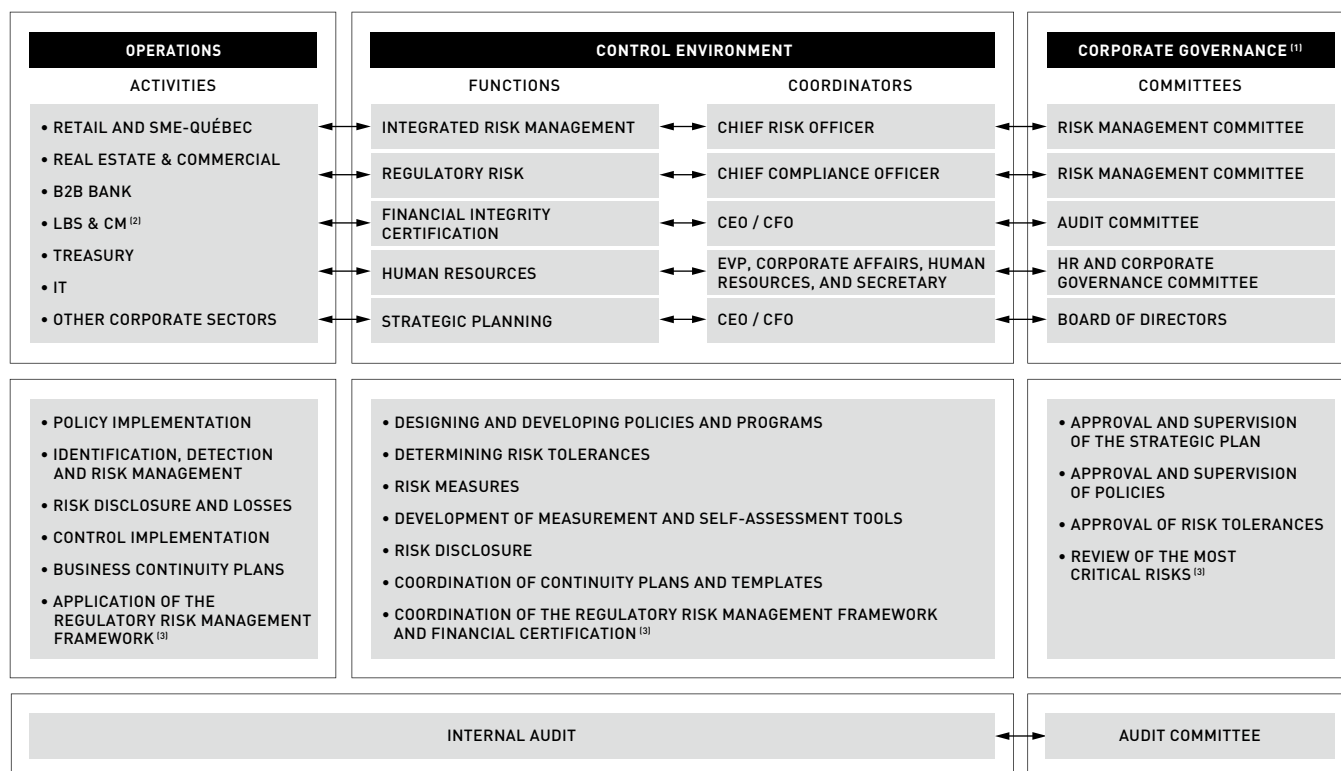 OPERATIONS
CONTROL ENVIRONMENT
CORPORATE GOVERNANCE (1)
ACTIVITIES
FUNCTIONS
COORDINATORS
COMMITTEES
• RETAIL AND SME-QUÉBEC
• REAL ESTATE & COMMERCIAL
• B2B BANK
• LBS & CM (2)
• TREASURY
• IT
• OTHER CORPORATE SECTORS
INTEGRATED RISK MANAGEMENT
CHIEF RISK OFFICER
RISK MANAGEMENT COMMITTEE
REGULATORY RISK
CHIEF COMPLIANCE OFFICER
RISK MANAGEMENT COMMITTEE
FINANCIAL INTEGRITY
CERTIFICATION
CEO / CFO
AUDIT COMMITTEE
HUMAN RESOURCES
EVP, CORPORATE AFFAIRS, HUMAN
RESOURCES, AND SECRETARY
HR AND CORPORATE
GOVERNANCE COMMITTEE
STRATEGIC PLANNING
CEO / CFO
BOARD OF DIRECTORS
• POLICY IMPLEMENTATION
• IDENTIFICATION, DETECTION
AND RISK MANAGEMENT
• RISK DISCLOSURE AND LOSSES
• CONTROL IMPLEMENTATION
• BUSINESS CONTINUITY PLANS
• APPLICATION OF THE
REGULATORY RISK MANAGEMENT
FRAMEWORK (3)
• DESIGNING AND DEVELOPING POLICIES AND PROGRAMS
• DETERMINING RISK TOLERANCES
• RISK MEASURES
• DEVELOPMENT OF MEASUREMENT AND SELF-ASSESSMENT TOOLS
• RISK DISCLOSURE
• COORDINATION OF CONTINUITY PLANS AND TEMPLATES
• COORDINATION OF THE REGULATORY RISK MANAGEMENT FRAMEWORK
AND FINANCIAL CERTIFICATION (3)
• APPROVAL AND SUPERVISION
OF THE STRATEGIC PLAN
• APPROVAL AND SUPERVISION
OF POLICIES
• APPROVAL OF RISK TOLERANCES
• REVIEW OF THE MOST
CRITICAL RISKS (3)
INTERNAL AUDIT
AUDIT COMMITTEE